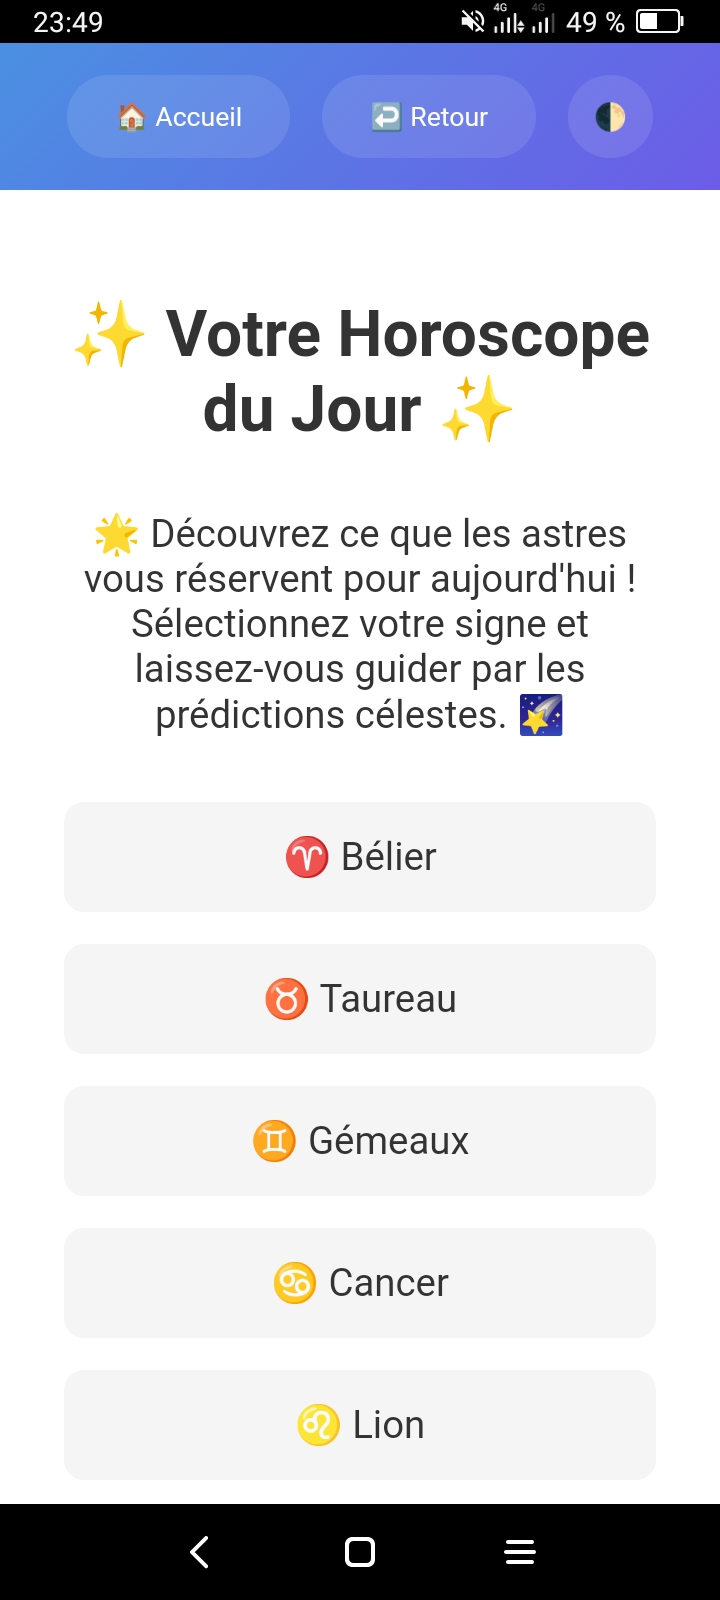 23:49 4G 4G 49 %
🏠 Accueil ↩️ Retour 🌓
✨ Votre Horoscope
du Jour ✨
🌟 Découvrez ce que les astres
vous réservent pour aujourd'hui !
Sélectionnez votre signe et
laissez-vous guider par les
prédictions célestes. 🌠
♈ Bélier
♉ Taureau
♊ Gémeaux
♋ Cancer
♌ Lion